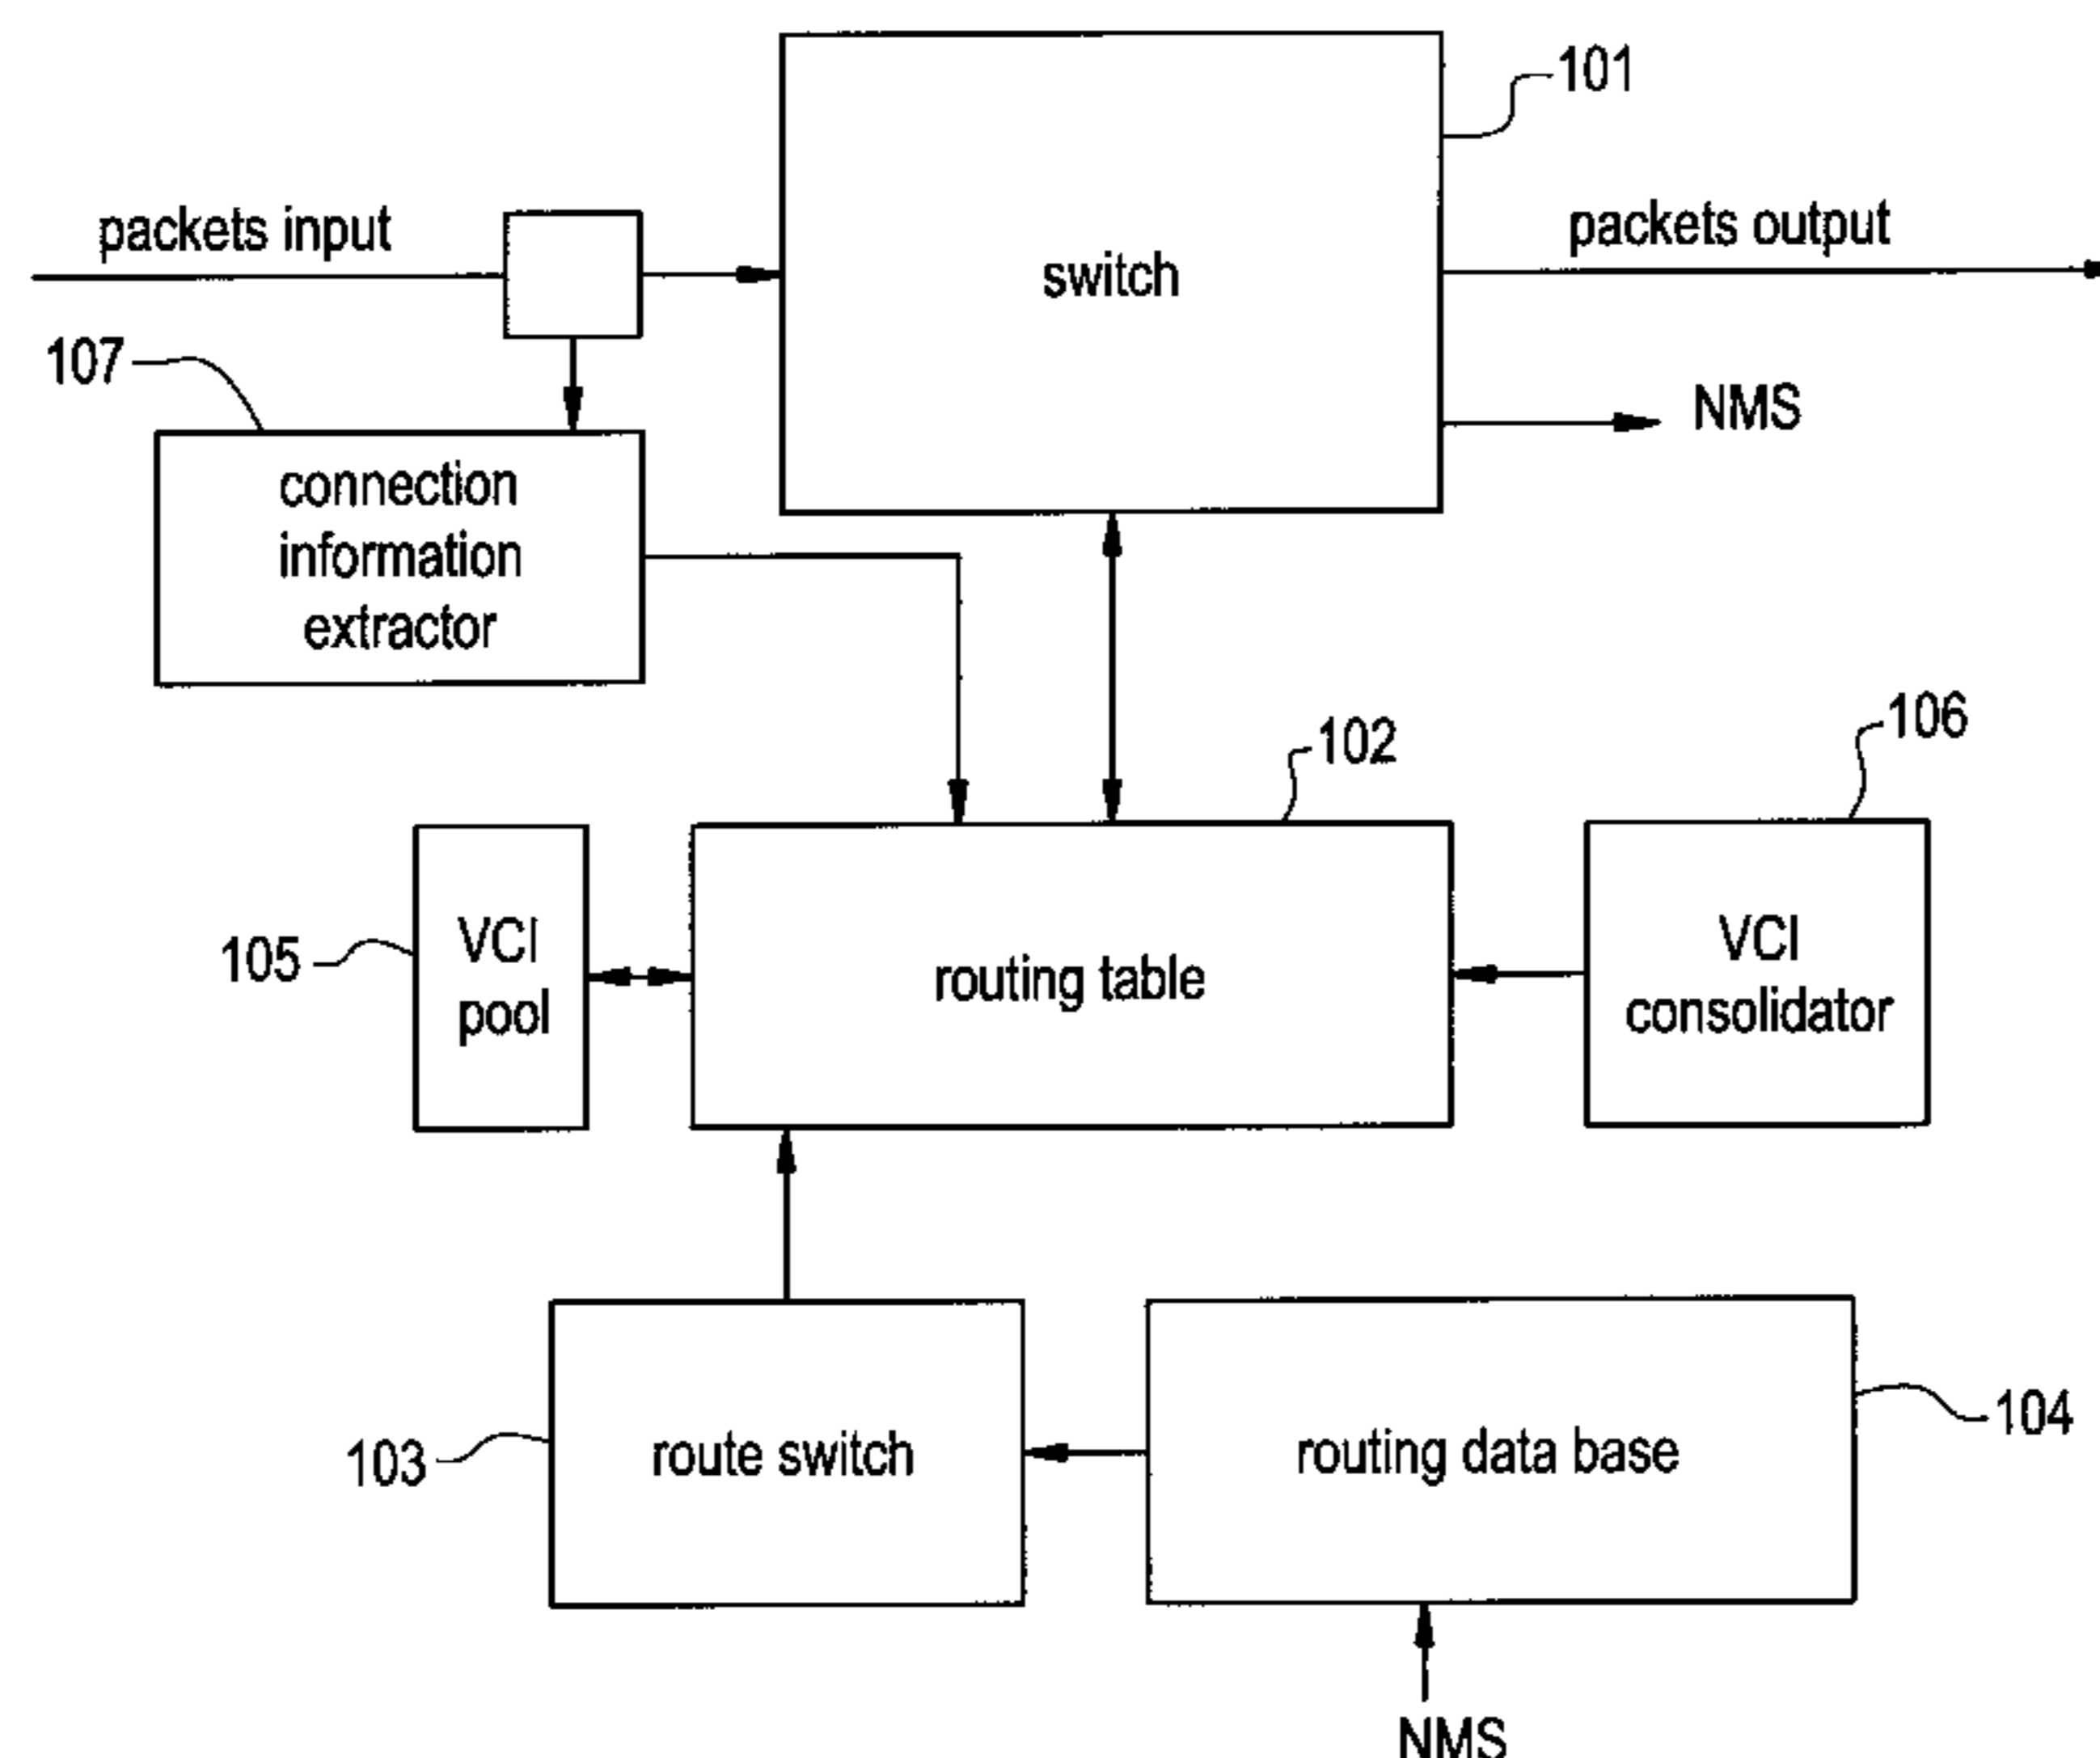 101
packets input
packets output
switch
107
NMS
connection
information
extractor
102
106
105
VCI
pool
routing table
VCI
consolidator
103
route switch
routing data base
104
NMS